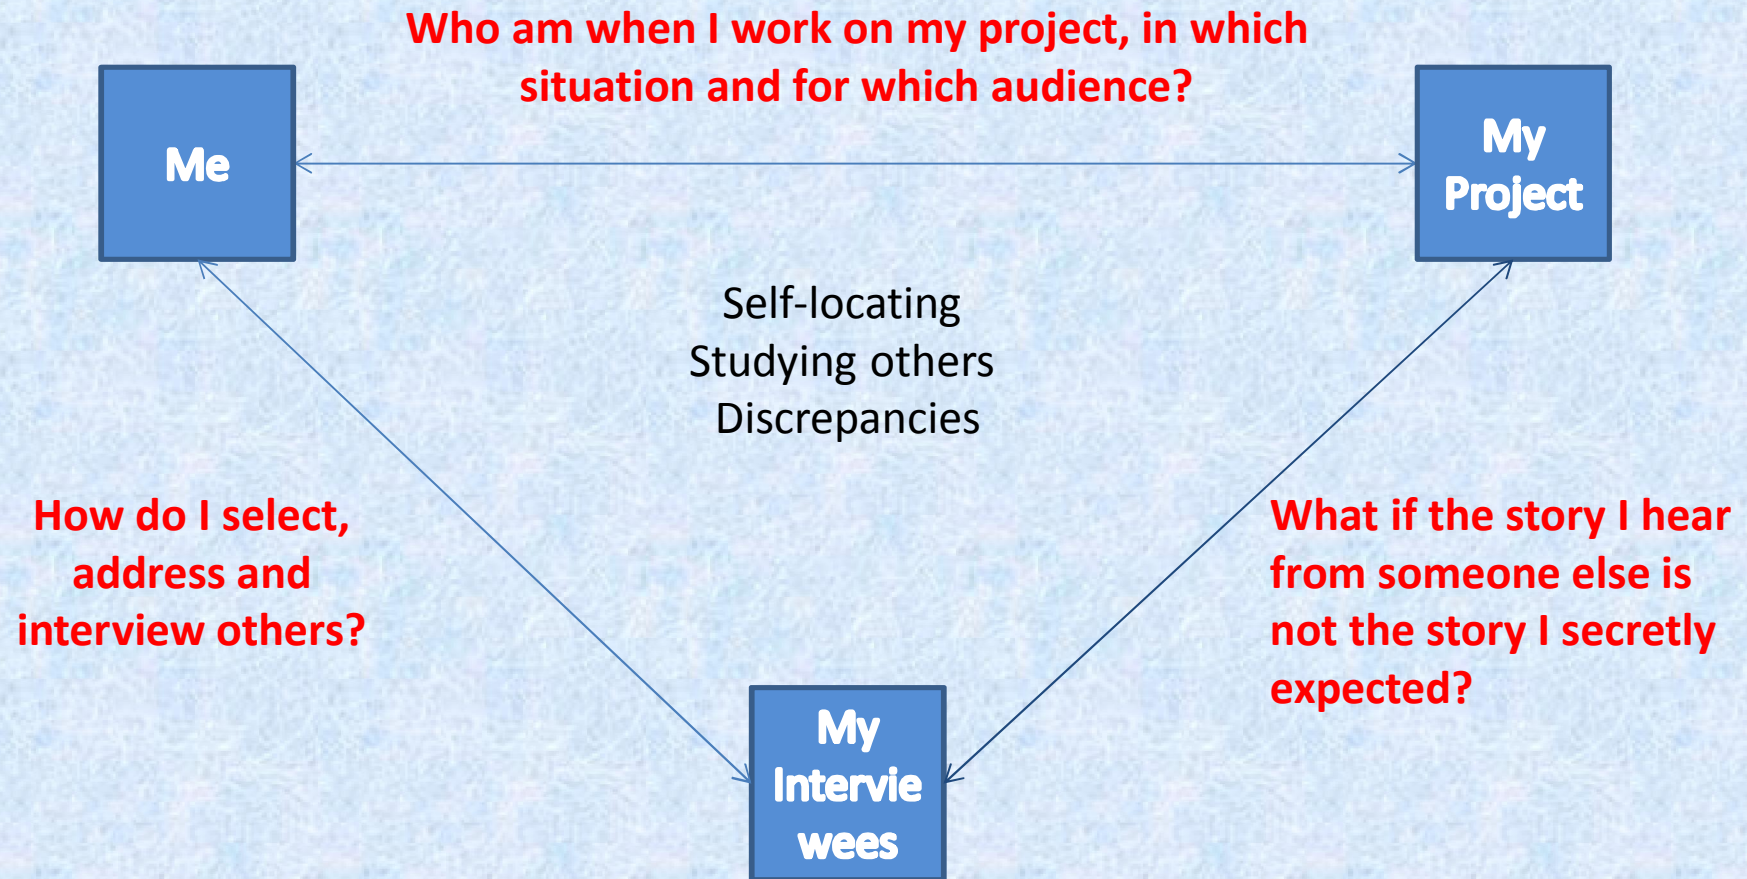 Who am when I work on my project, in which
situation and for which audience?
Me
My
Project
Self-locating
Studying others
Discrepancies
How do I select,
address and
interview others?
What if the story I hear
from someone else is
not the story I secretly
expected?
My
Intervie
wees